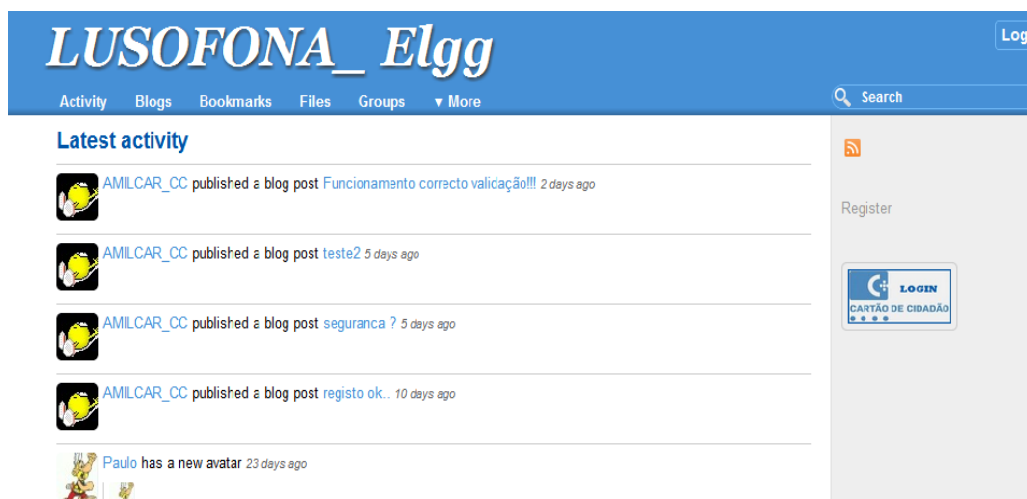 LUSOFONA_ Elgg
Log
Activity Blogs Bookmarks Files Groups ▾ More
Search
Latest activity
AMILCAR_CC published a blog post Funcionamento correcto validação!!! 2 days ago
Register
AMILCAR_CC published a blog post teste2 5 days ago
LOGIN
CARTÃO DE CIDADÃO
AMILCAR_CC published a blog post seguranca ? 5 days ago
AMILCAR_CC published a blog post registo ok.. 10 days ago
Paulo has a new avatar 23 days ago